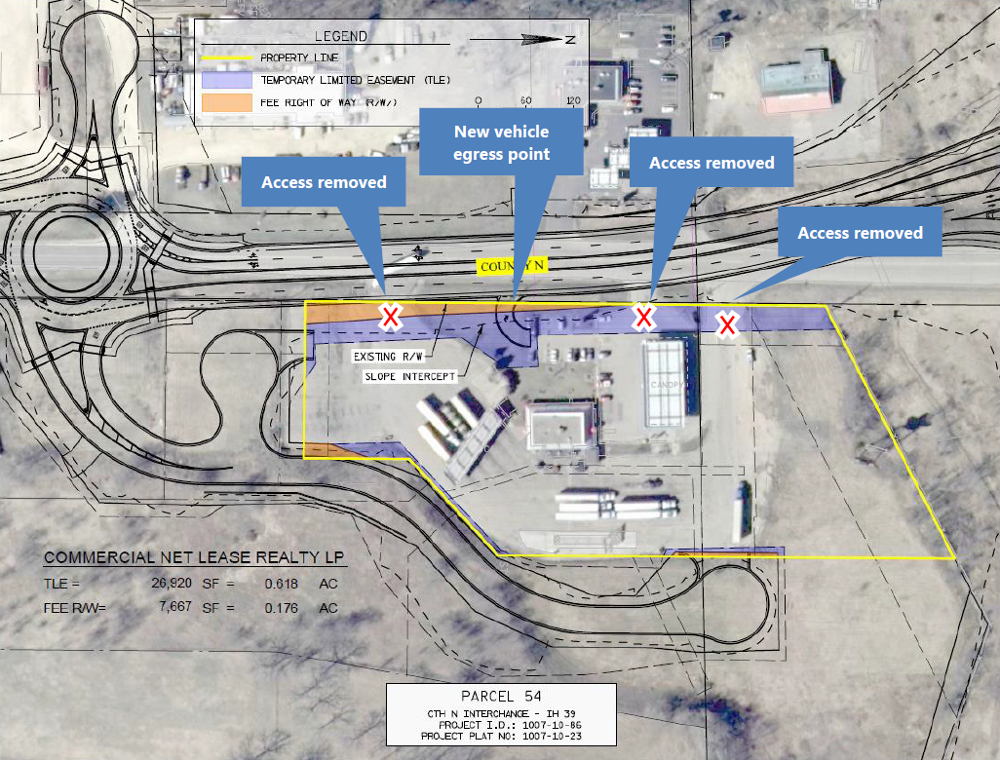 LEGEND
N
PROPERTY LINE
TEMPORARY LIMITED EASEMENT (TLE)
FEE RIGHT OF WAY (R/W/)
0 60 120
New vehicle
egress point
Access removed
Access removed
Access removed
COUNTY N
EXISTING R/W
SLOPE INTERCEPT
CANOPY
COMMERCIAL NET LEASE REALTY LP
TLE = 26,920 SF = 0.618 AC
FEE R/W= 7,667 SF = 0.176 AC
PARCEL 54
CTH N INTERCHANGE - IH 39
PROJECT I.D.: 1007-10-86
PROJECT PLAT NO: 1007-10-23